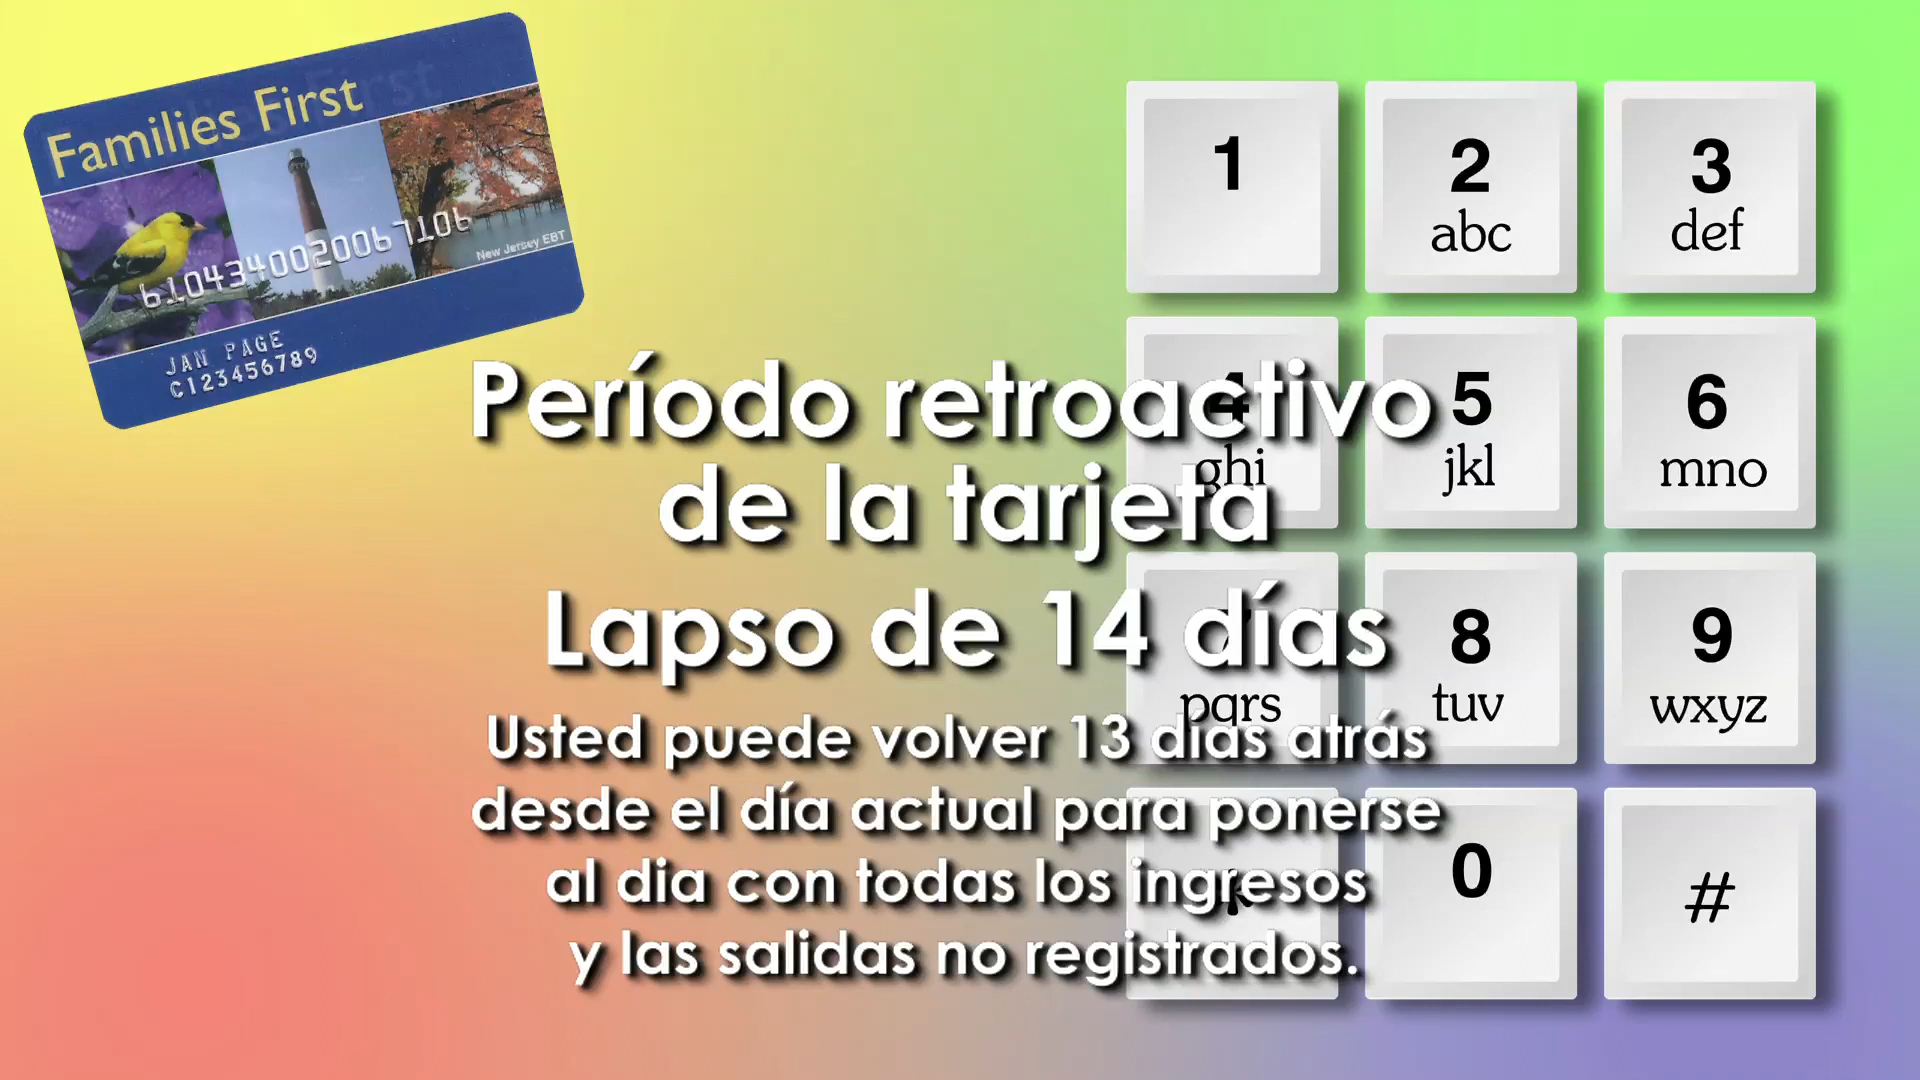 Families First
6104340020067106
New Jersey EBT
JAN PAGE
C123456789
1
2
abc
3
def
4
ghi
5
jkl
6
mno
pqrs
8
tuv
9
wxyz
*
0
#
Período retroactivo
de la tarjeta
Lapso de 14 días
Usted puede volver 13 días atrás
desde el día actual para ponerse
al dia con todas los ingresos
y las salidas no registrados.